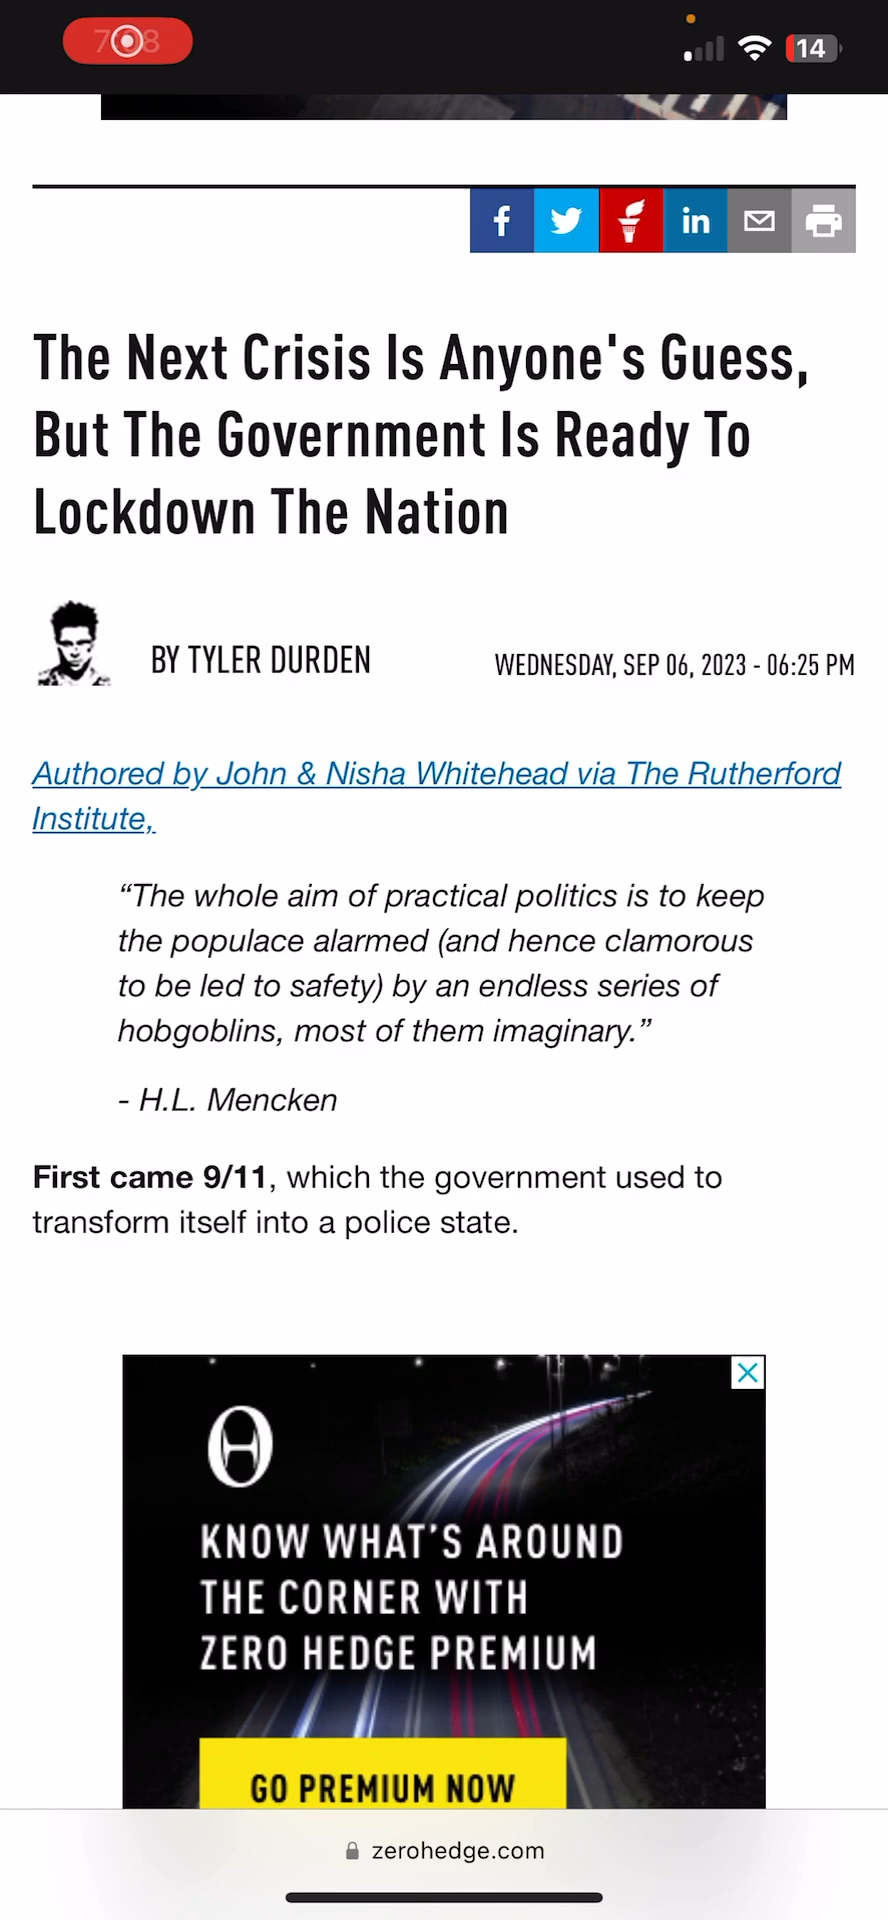 14
f
in
The Next Crisis Is Anyone's Guess,
But The Government Is Ready To
Lockdown The Nation
BY TYLER DURDEN
WEDNESDAY, SEP 06, 2023 - 06:25 PM
Authored by John & Nisha Whitehead via The Rutherford
Institute,
“The whole aim of practical politics is to keep
the populace alarmed (and hence clamorous
to be led to safety) by an endless series of
hobgoblins, most of them imaginary.”
- H.L. Mencken
First came 9/11, which the government used to
transform itself into a police state.
KNOW WHAT'S AROUND
THE CORNER WITH
ZERO HEDGE PREMIUM
GO PREMIUM NOW
zerohedge.com